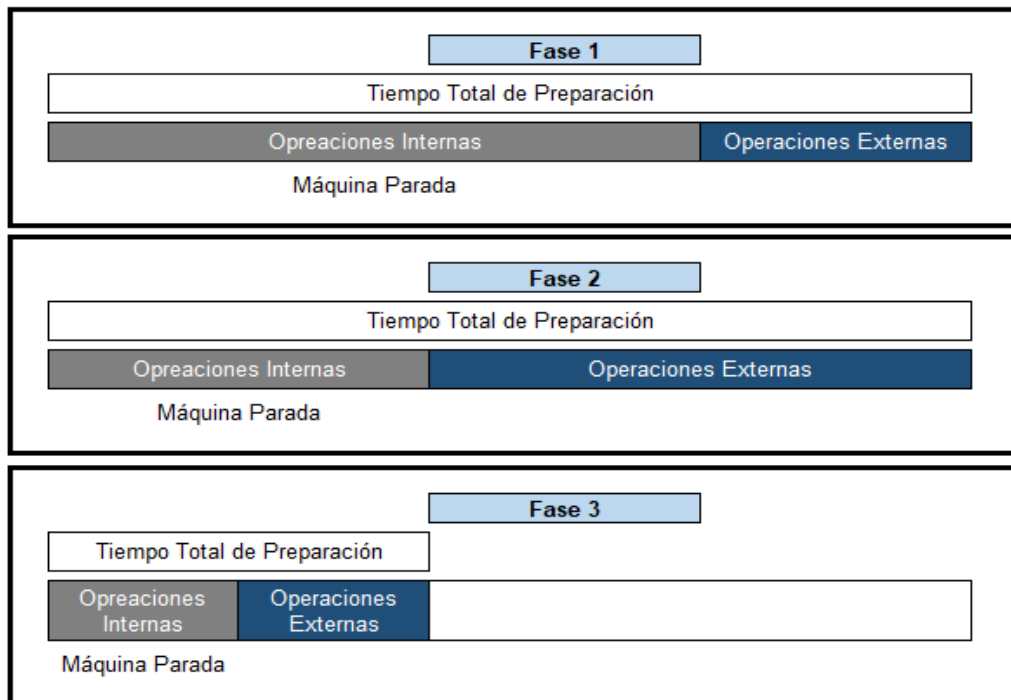 Fase 1
Tiempo Total de Preparación
Opreaciones Internas Operaciones Externas
Máquina Parada
Fase 2
Tiempo Total de Preparación
Opreaciones Internas Operaciones Externas
Máquina Parada
Fase 3
Tiempo Total de Preparación
Opreaciones
Internas
Operaciones
Externas
Máquina Parada